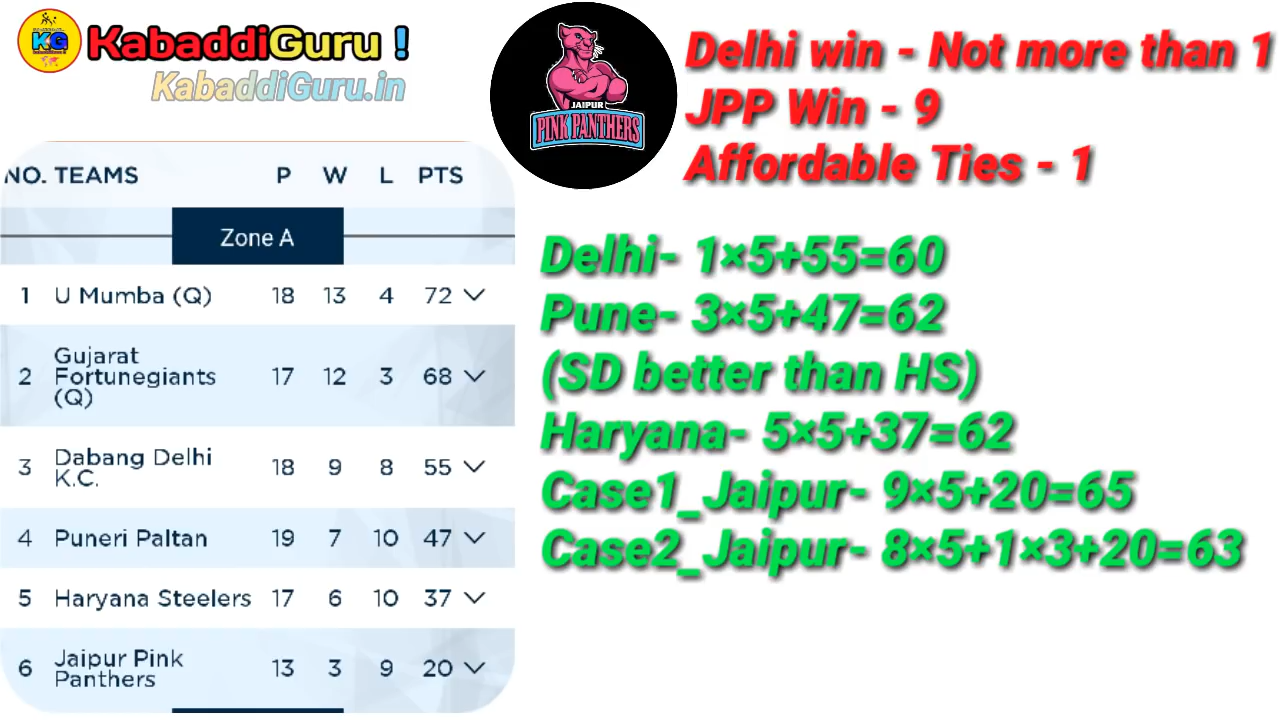 KG
KabaddiGuru !
KabaddiGuru.in
JAIPUR
PINK PANTHERS
Delhi win - Not more than 1
JPP Win - 9
Affordable Ties - 1
NO. TEAMS P W L PTS
Zone A
1 U Mumba (Q) 18 13 4 72
2 Gujarat Fortunegiants (Q) 17 12 3 68
3 Dabang Delhi K.C. 18 9 8 55
4 Puneri Paltan 19 7 10 47
5 Haryana Steelers 17 6 10 37
6 Jaipur Pink Panthers 13 3 9 20
Delhi- 1×5+55=60
Pune- 3×5+47=62
(SD better than HS)
Haryana- 5×5+37=62
Case1_Jaipur- 9×5+20=65
Case2_Jaipur- 8×5+1×3+20=63